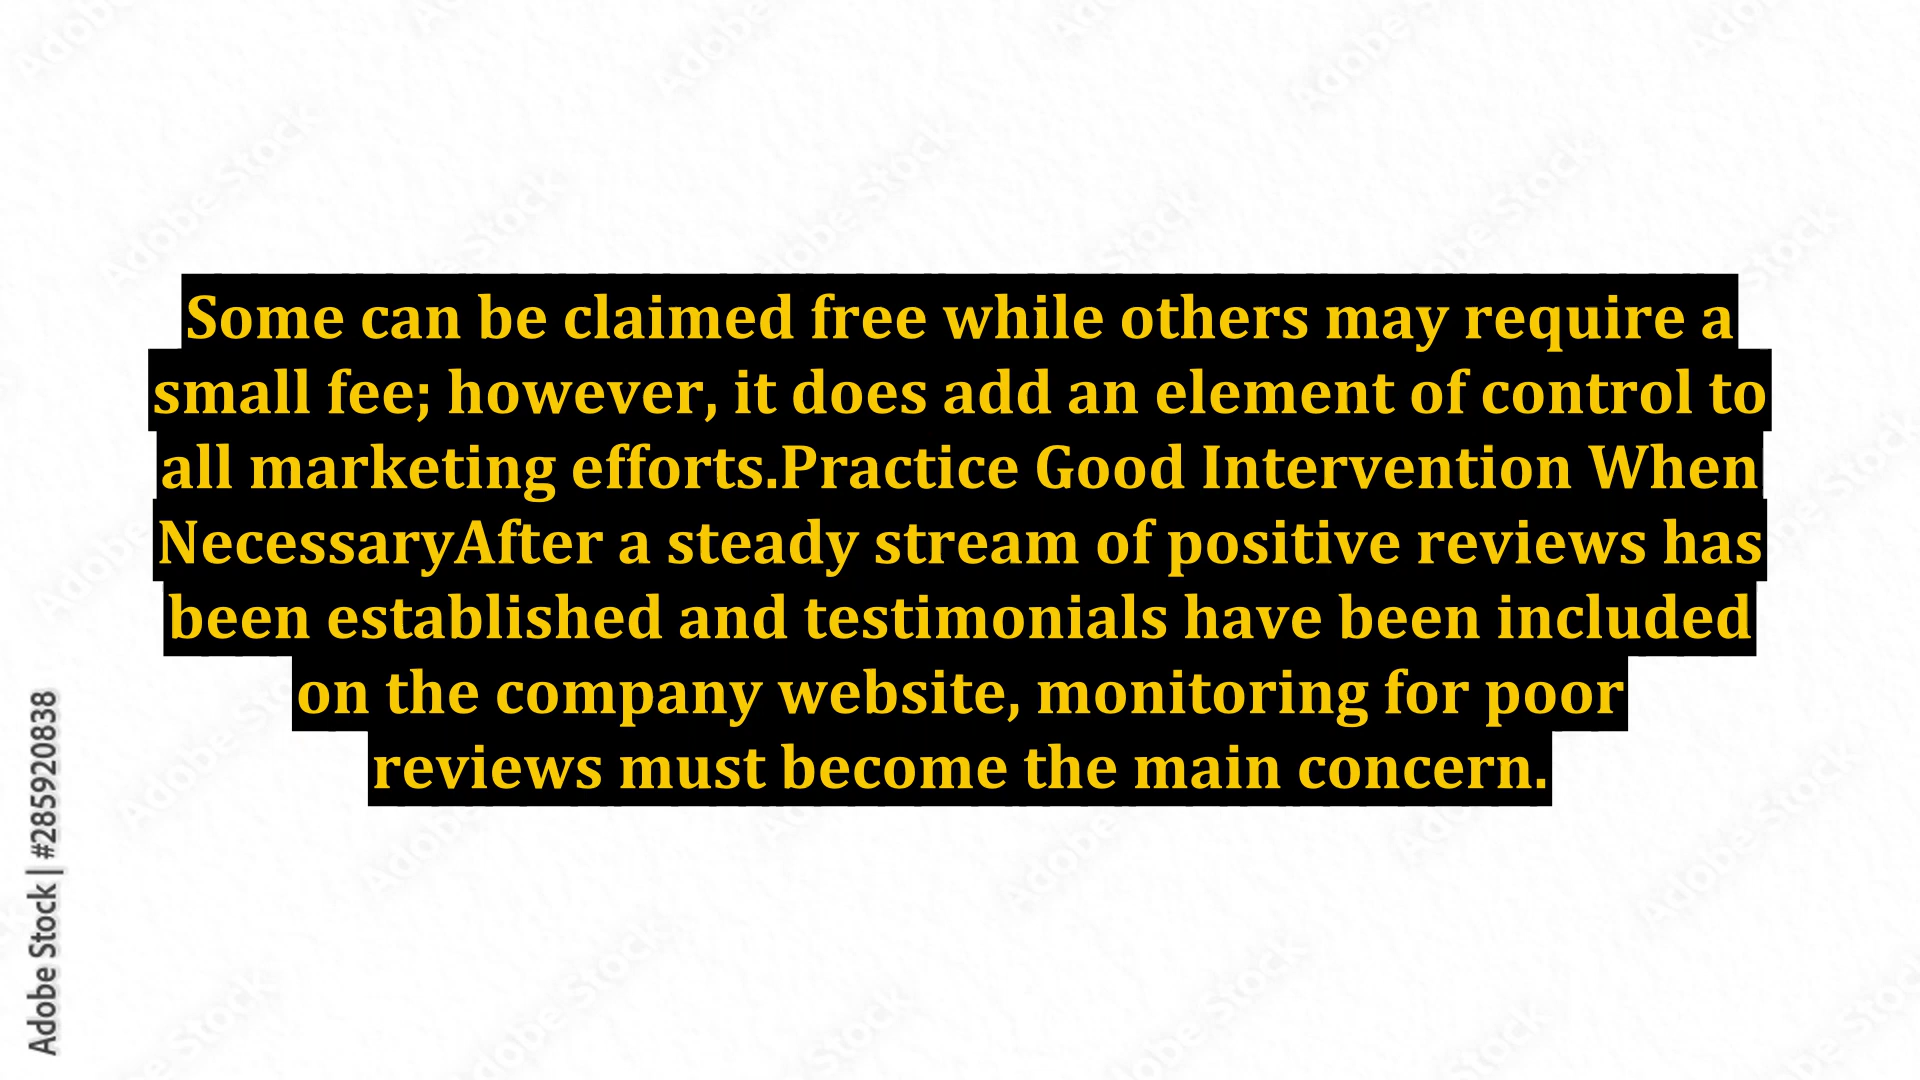 Some can be claimed free while others may require a
small fee; however, it does add an element of control to
all marketing efforts.Practice Good Intervention When
NecessaryAfter a steady stream of positive reviews has
been established and testimonials have been included
on the company website, monitoring for poor
reviews must become the main concern.
Adobe Stock | #285920838